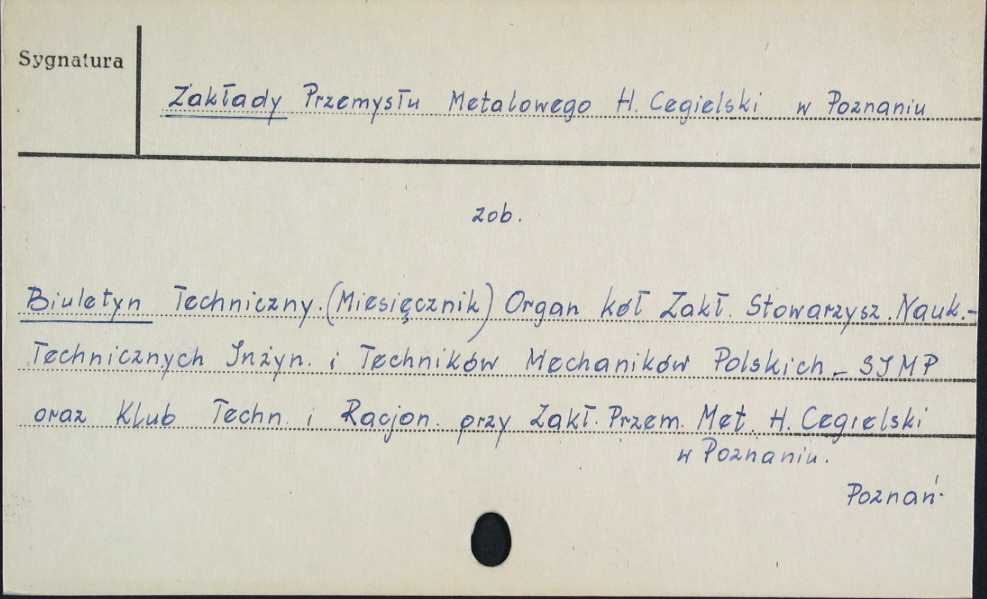 Sygnatura
Zakłady Przemysłu Metalowego H. Cegielski w Poznaniu
zob.
Biuletyn Techniczny. (Miesięcznik) Organ kół Zakł. Stowarzysz. Nauk.-
Technicznych Inżyn. i Techników Mechaników Polskich - SIMP
oraz Klub Techn. i Racjon. przy Zakł. Przem. Met. H. Cegielski
w Poznaniu.
Poznań.